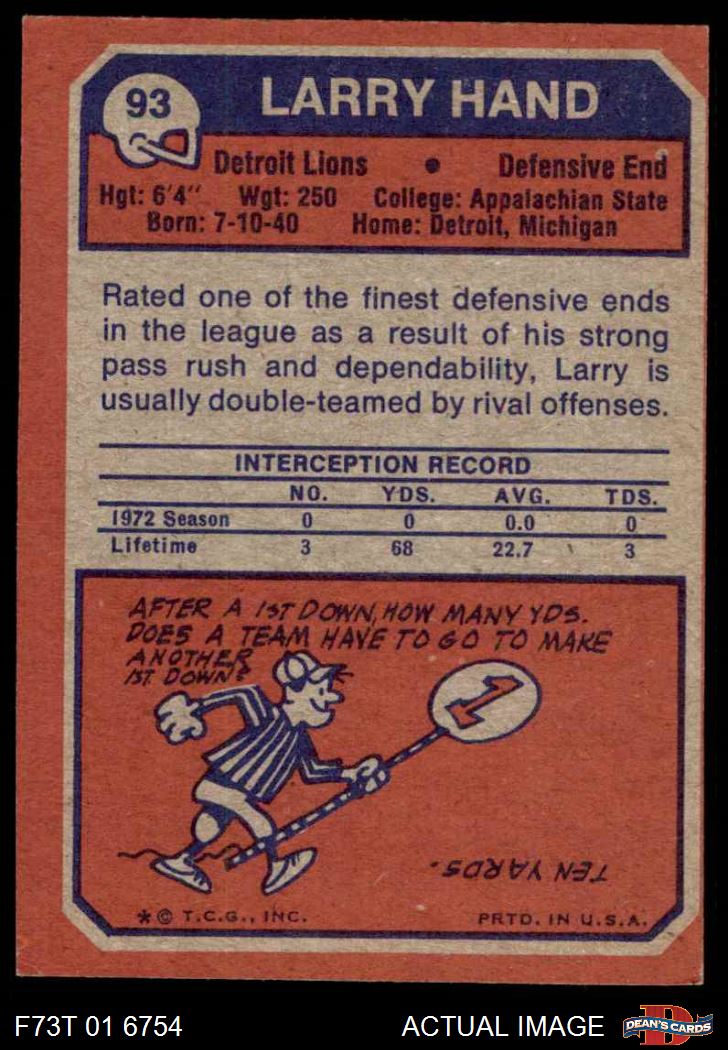 93
LARRY HAND
Detroit Lions • Defensive End
Hgt: 6'4" Wgt: 250 College: Appalachian State
Born: 7-10-40 Home: Detroit, Michigan
Rated one of the finest defensive ends
in the league as a result of his strong
pass rush and dependability, Larry is
usually double-teamed by rival offenses.
INTERCEPTION RECORD
NO. YDS. AVG. TDS.
1972 Season 0 0 0.0 0
Lifetime 3 68 22.7 3
AFTER A 1ST DOWN, HOW MANY YDS.
DOES A TEAM HAVE TO GO TO MAKE
ANOTHER
1ST. DOWN?
1
TEN YARDS.
* © T.C.G., INC. PRTD. IN U.S.A.
F73T 01 6754 ACTUAL IMAGE
D
DEAN'S CARDS